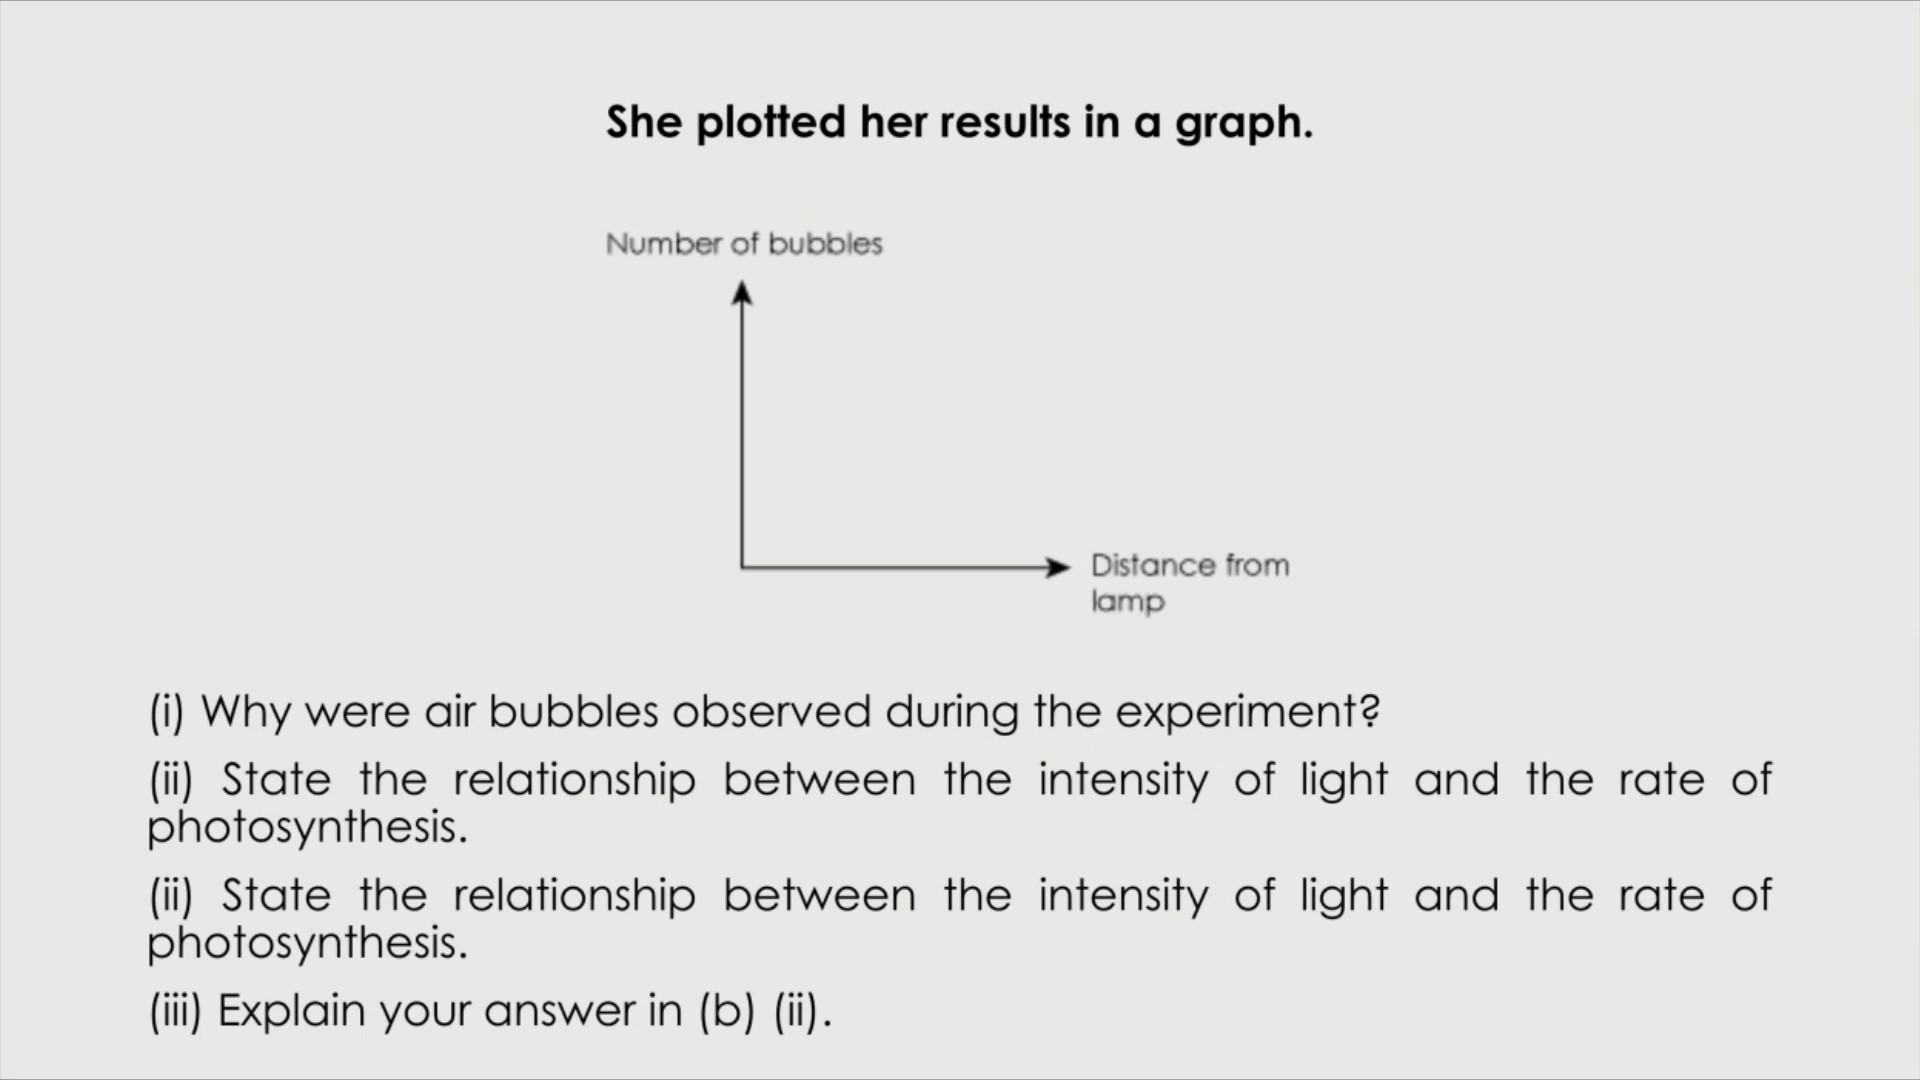 She plotted her results in a graph.
Number of bubbles
Distance from
lamp
(i) Why were air bubbles observed during the experiment?
(ii) State the relationship between the intensity of light and the rate of
photosynthesis.
(ii) State the relationship between the intensity of light and the rate of
photosynthesis.
(iii) Explain your answer in (b) (ii).